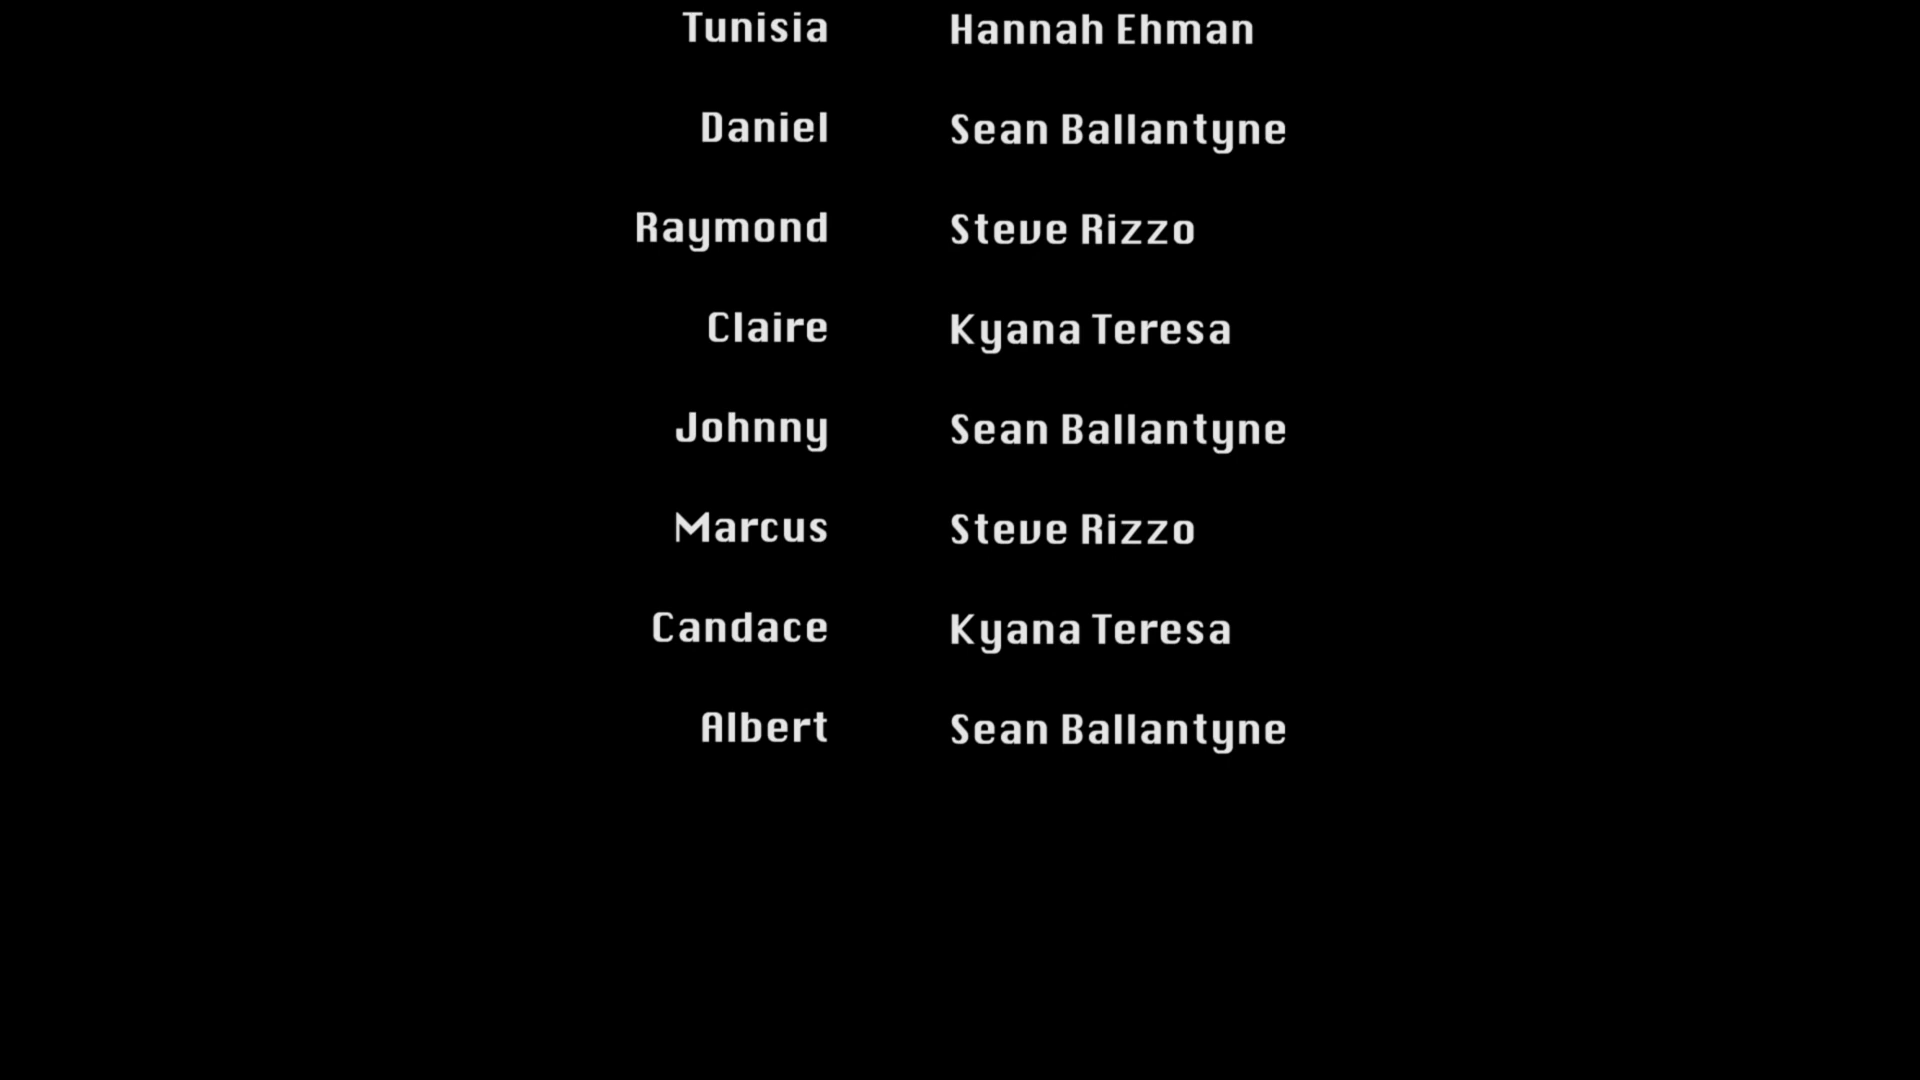 Tunisia Hannah Ehman
Daniel Sean Ballantyne
Raymond Steve Rizzo
Claire Kyana Teresa
Johnny Sean Ballantyne
Marcus Steve Rizzo
Candace Kyana Teresa
Albert Sean Ballantyne